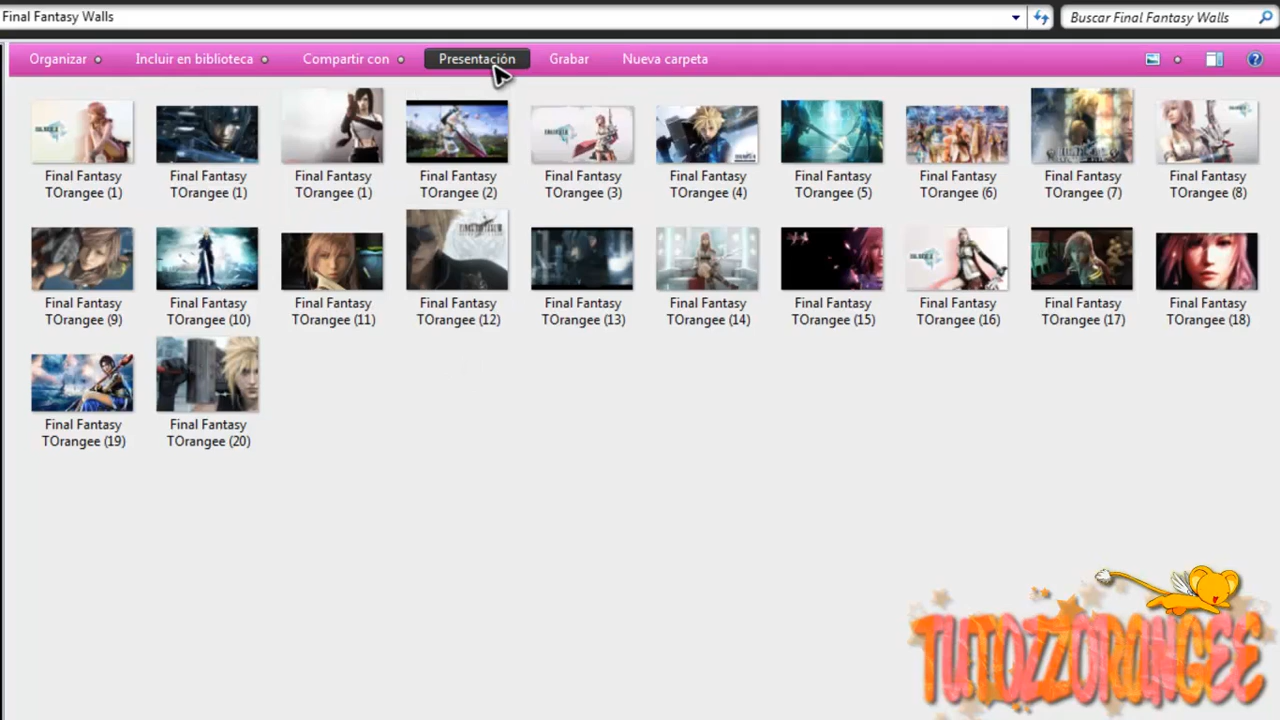 Final Fantasy Walls
Buscar Final Fantasy Walls
Organizar Incluir en biblioteca Compartir con Presentación Grabar Nueva carpeta
Final Fantasy TOrangee (1)
Final Fantasy TOrangee (1)
Final Fantasy TOrangee (1)
Final Fantasy TOrangee (2)
Final Fantasy TOrangee (3)
Final Fantasy TOrangee (4)
Final Fantasy TOrangee (5)
Final Fantasy TOrangee (6)
Final Fantasy TOrangee (7)
Final Fantasy TOrangee (8)
Final Fantasy TOrangee (9)
Final Fantasy TOrangee (10)
Final Fantasy TOrangee (11)
Final Fantasy TOrangee (12)
Final Fantasy TOrangee (13)
Final Fantasy TOrangee (14)
Final Fantasy TOrangee (15)
Final Fantasy TOrangee (16)
Final Fantasy TOrangee (17)
Final Fantasy TOrangee (18)
Final Fantasy TOrangee (19)
Final Fantasy TOrangee (20)
TUTOZZORANGEE